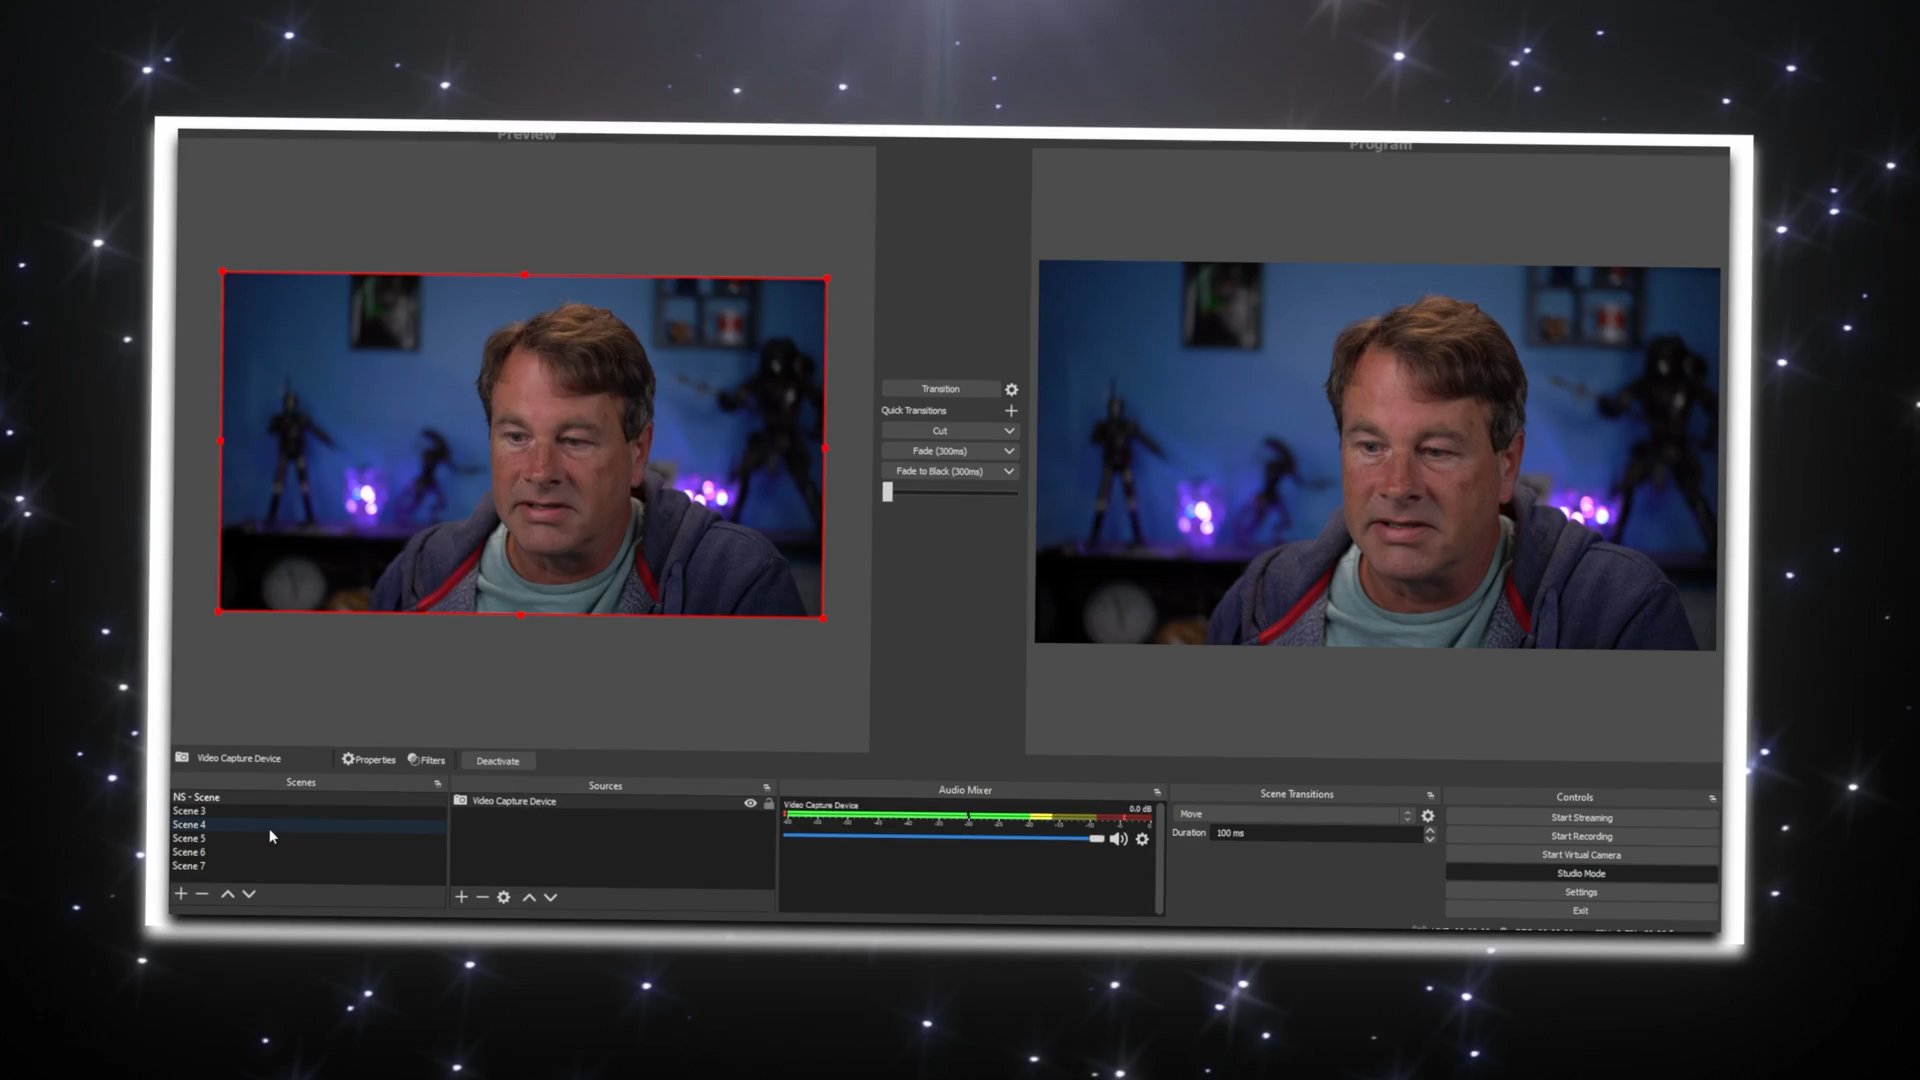 Preview
Program
Transition
Quick Transitions
Cut
Fade (300ms)
Fade to Black (300ms)
Video Capture Device
Properties
Filters
Deactivate
Scenes
NS - Scene
Scene 3
Scene 4
Scene 5
Scene 6
Scene 7
Sources
Video Capture Device
Audio Mixer
Video Capture Device
0.0 dB
Scene Transitions
Move
Duration 100 ms
Controls
Start Streaming
Start Recording
Start Virtual Camera
Studio Mode
Settings
Exit